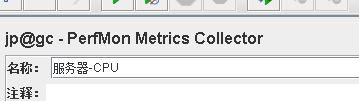 jp@gc - PerfMon Metrics Collector
名称： 服务器-CPU
注释：